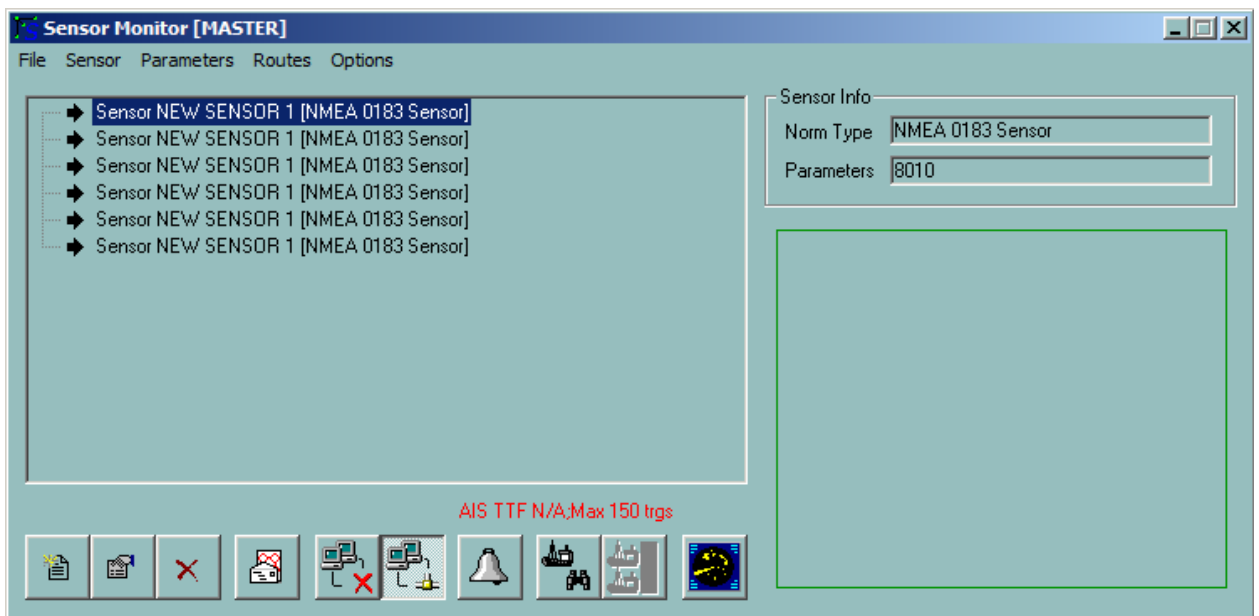 Sensor Monitor [MASTER]
File Sensor Parameters Routes Options
Sensor NEW SENSOR 1 [NMEA 0183 Sensor]
Sensor NEW SENSOR 1 [NMEA 0183 Sensor]
Sensor NEW SENSOR 1 [NMEA 0183 Sensor]
Sensor NEW SENSOR 1 [NMEA 0183 Sensor]
Sensor NEW SENSOR 1 [NMEA 0183 Sensor]
Sensor NEW SENSOR 1 [NMEA 0183 Sensor]
Sensor Info
Norm Type NMEA 0183 Sensor
Parameters 8010
AIS TTF N/A;Max 150 trgs